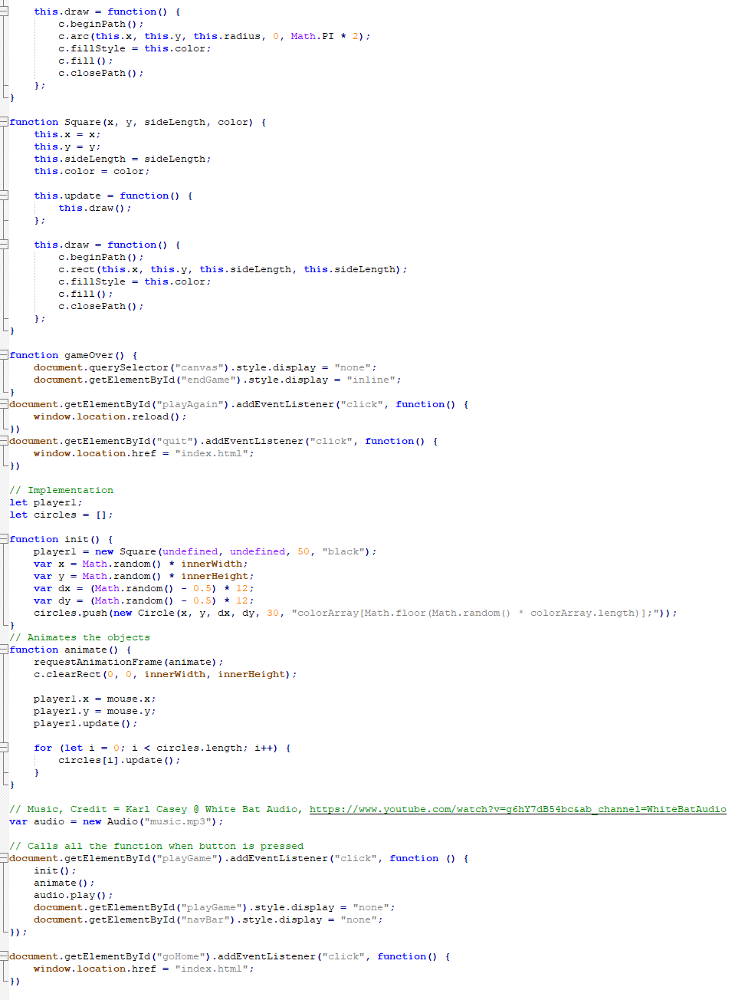 this.draw = function() {
        c.beginPath();
        c.arc(this.x, this.y, this.radius, 0, Math.PI * 2);
        c.fillStyle = this.color;
        c.fill();
        c.closePath();
    };
}

function Square(x, y, sideLength, color) {
    this.x = x;
    this.y = y;
    this.sideLength = sideLength;
    this.color = color;

    this.update = function() {
        this.draw();
    };

    this.draw = function() {
        c.beginPath();
        c.rect(this.x, this.y, this.sideLength, this.sideLength);
        c.fillStyle = this.color;
        c.fill();
        c.closePath();
    };
}

function gameOver() {
    document.querySelector("canvas").style.display = "none";
    document.getElementById("endGame").style.display = "inline";
}
document.getElementById("playAgain").addEventListener("click", function() {
    window.location.reload();
})
document.getElementById("quit").addEventListener("click", function() {
    window.location.href = "index.html";
})

// Implementation
let player1;
let circles = [];

function init() {
    player1 = new Square(undefined, undefined, 50, "black");
    var x = Math.random() * innerWidth;
    var y = Math.random() * innerHeight;
    var dx = (Math.random() - 0.5) * 12;
    var dy = (Math.random() - 0.5) * 12;
    circles.push(new Circle(x, y, dx, dy, 30, "colorArray[Math.floor(Math.random() * colorArray.length)];"));
}
// Animates the objects
function animate() {
    requestAnimationFrame(animate);
    c.clearRect(0, 0, innerWidth, innerHeight);

    player1.x = mouse.x;
    player1.y = mouse.y;
    player1.update();

    for (let i = 0; i < circles.length; i++) {
        circles[i].update();
    }
}

// Music, Credit = Karl Casey @ White Bat Audio, https://www.youtube.com/watch?v=g6hY7dB54bc&ab_channel=WhiteBatAudio
var audio = new Audio("music.mp3");

// Calls all the function when button is pressed
document.getElementById("playGame").addEventListener("click", function () {
    init();
    animate();
    audio.play();
    document.getElementById("playGame").style.display = "none";
    document.getElementById("navBar").style.display = "none";
});

document.getElementById("goHome").addEventListener("click", function() {
    window.location.href = "index.html";
})